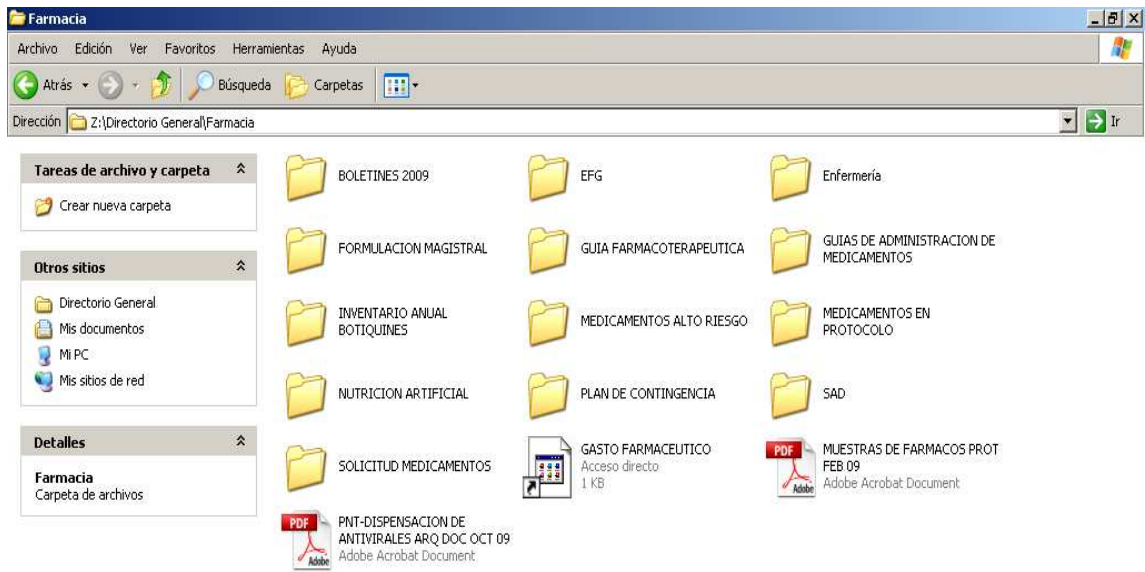 Farmacia
Archivo Edición Ver Favoritos Herramientas Ayuda
Atrás Búsqueda Carpetas
Dirección Z:\Directorio General\Farmacia Ir
Tareas de archivo y carpeta
Crear nueva carpeta
Otros sitios
Directorio General
Mis documentos
Mi PC
Mis sitios de red
Detalles
Farmacia
Carpeta de archivos
BOLETINES 2009
EFG
Enfermería
FORMULACION MAGISTRAL
GUIA FARMACOTERAPEUTICA
GUIAS DE ADMINISTRACION DE
MEDICAMENTOS
INVENTARIO ANUAL
BOTIQUINES
MEDICAMENTOS ALTO RIESGO
MEDICAMENTOS EN
PROTOCOLO
NUTRICION ARTIFICIAL
PLAN DE CONTINGENCIA
SAD
SOLICITUD MEDICAMENTOS
GASTO FARMACEUTICO
Acceso directo
1 KB
PDF
Adobe
MUESTRAS DE FARMACOS PROT
FEB 09
Adobe Acrobat Document
PDF
Adobe
PNT-DISPENSACION DE
ANTIVIRALES ARQ DOC OCT 09
Adobe Acrobat Document